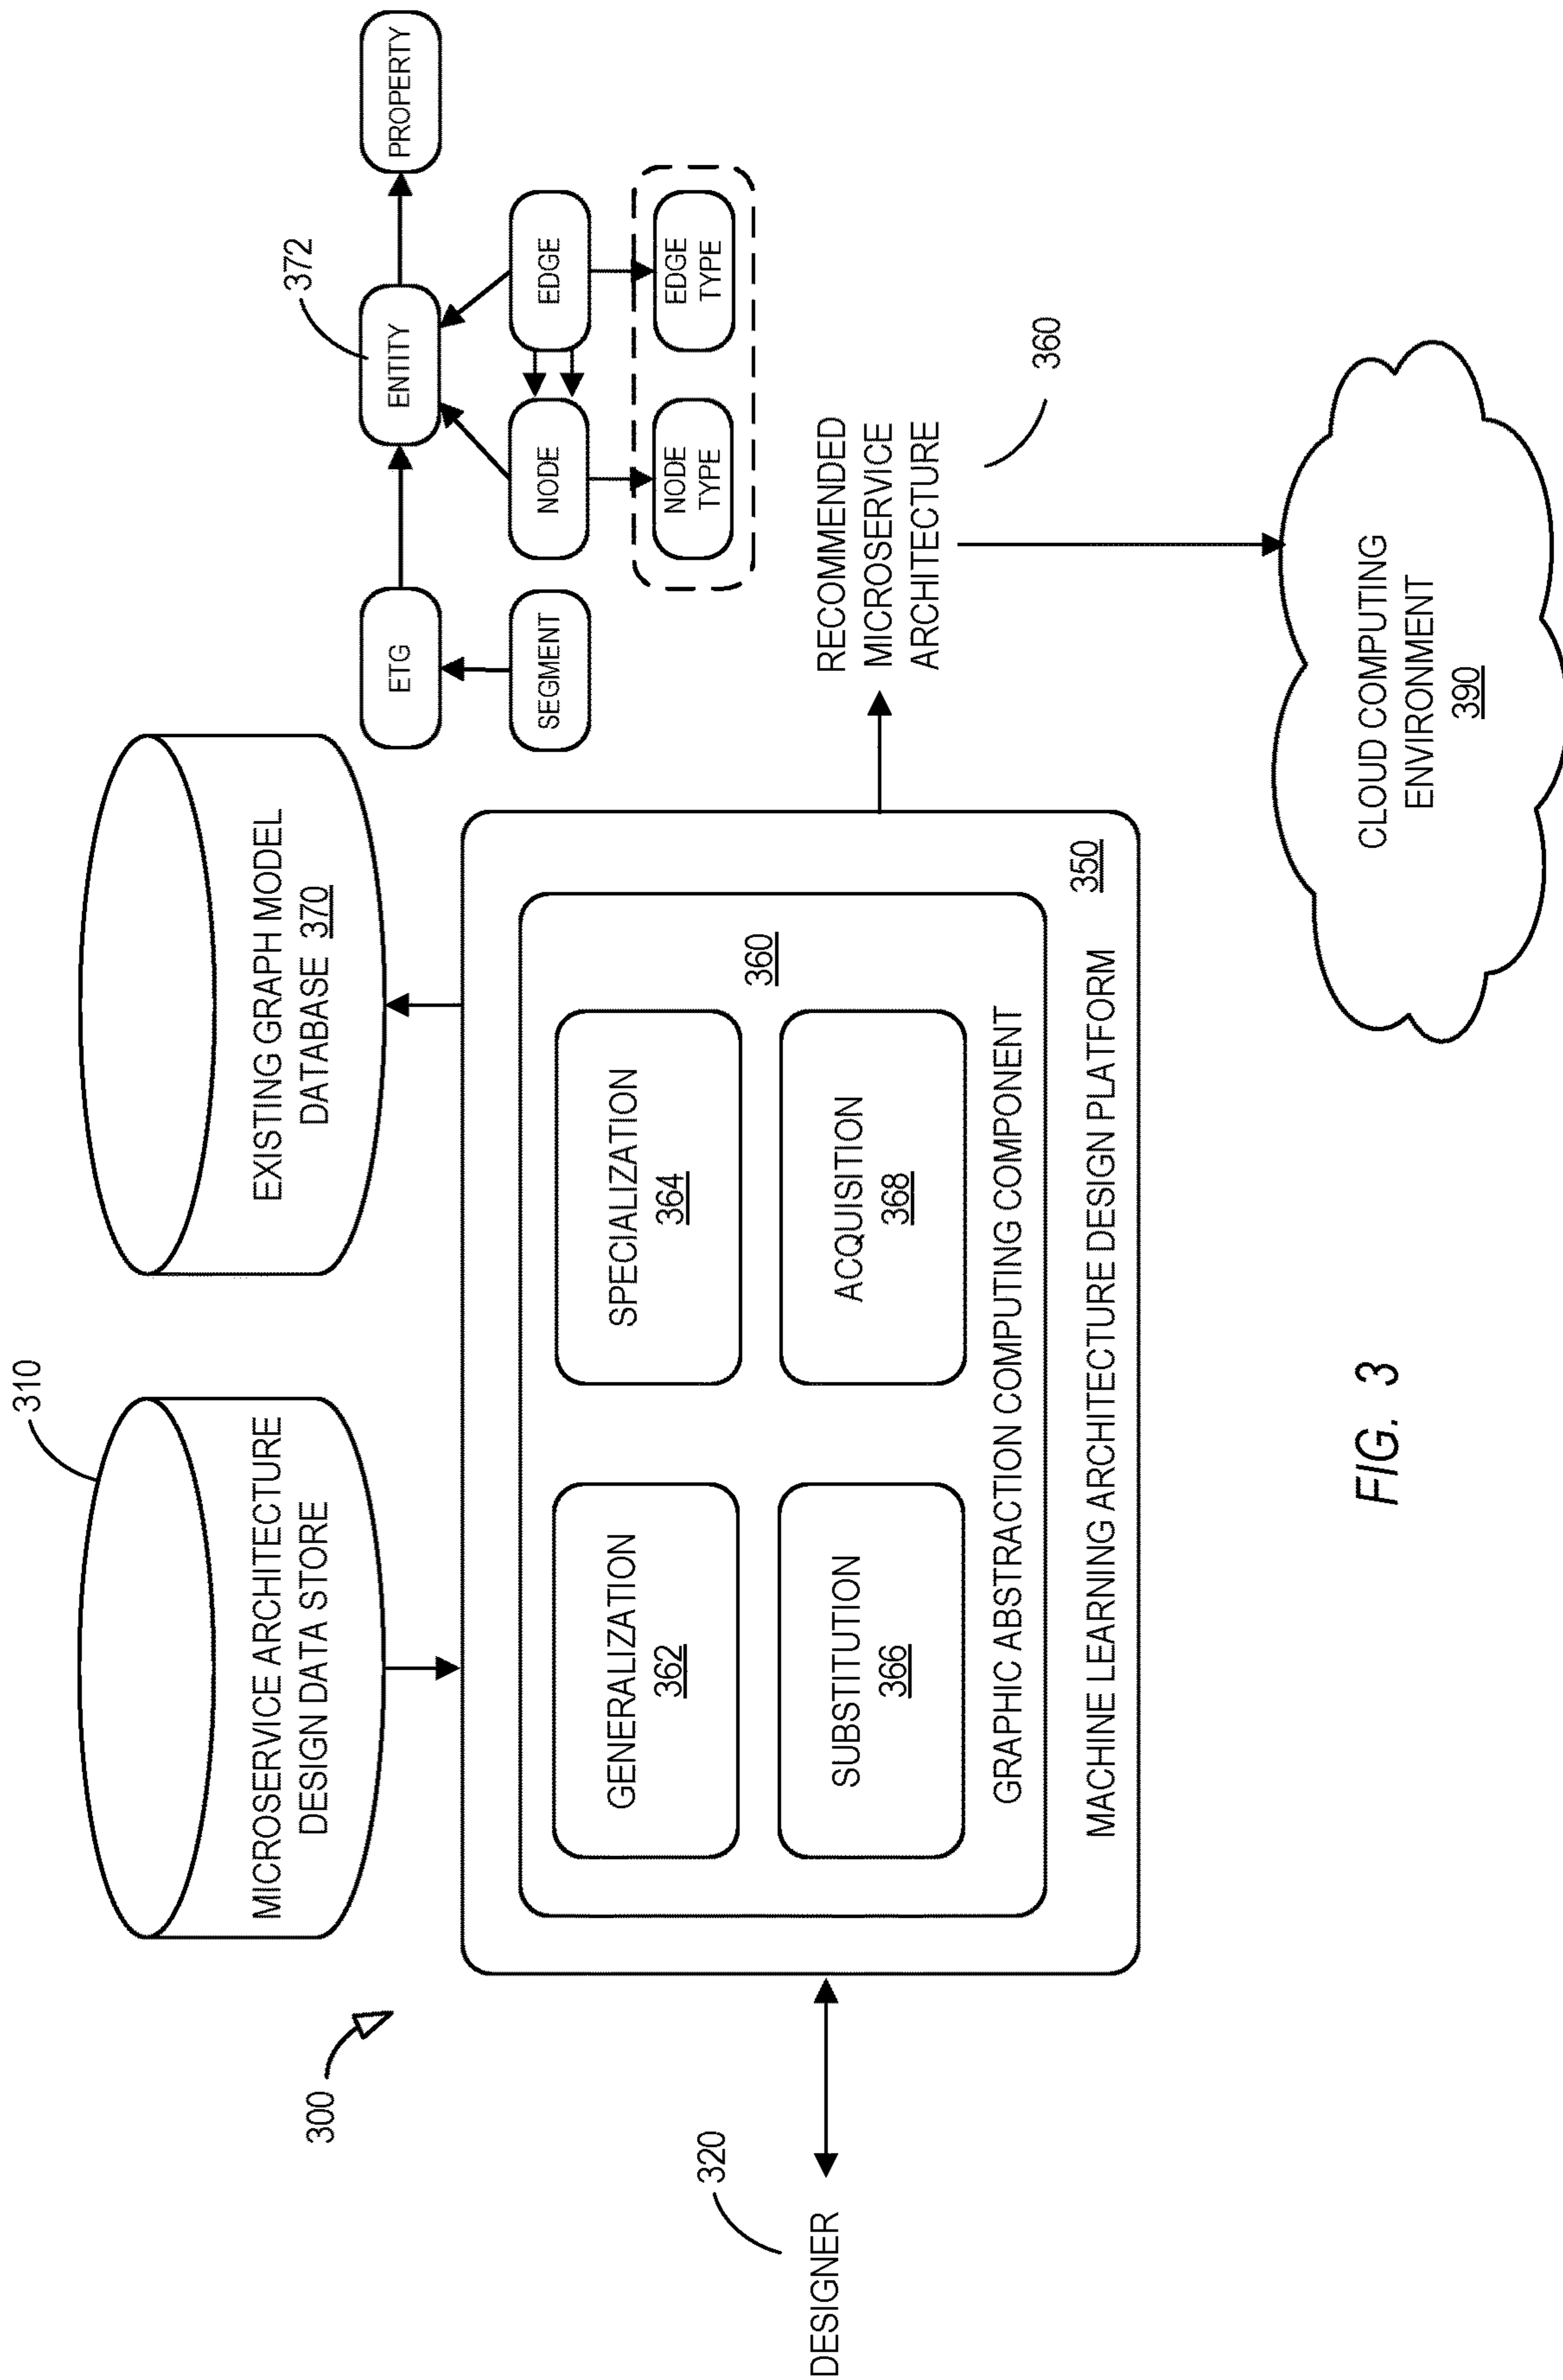 300
310
MICROSERVICE ARCHITECTURE
DESIGN DATA STORE
EXISTING GRAPH MODEL
DATABASE 370
372
ETG
ENTITY
PROPERTY
SEGMENT
NODE
EDGE
NODE
TYPE
EDGE
TYPE
320
DESIGNER
GENERALIZATION
362
SPECIALIZATION
364
360
SUBSTITUTION
366
ACQUISITION
368
GRAPHIC ABSTRACTION COMPUTING COMPONENT
350
MACHINE LEARNING ARCHITECTURE DESIGN PLATFORM
RECOMMENDED
MICROSERVICE
ARCHITECTURE
360
CLOUD COMPUTING
ENVIRONMENT
390
FIG. 3